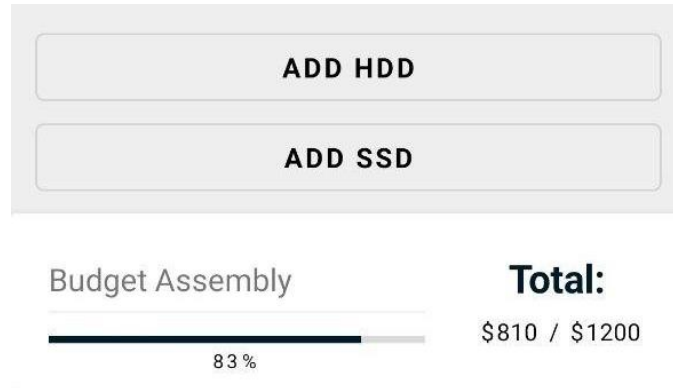 ADD HDD
ADD SSD
Budget Assembly
Total:
$810 / $1200
83%